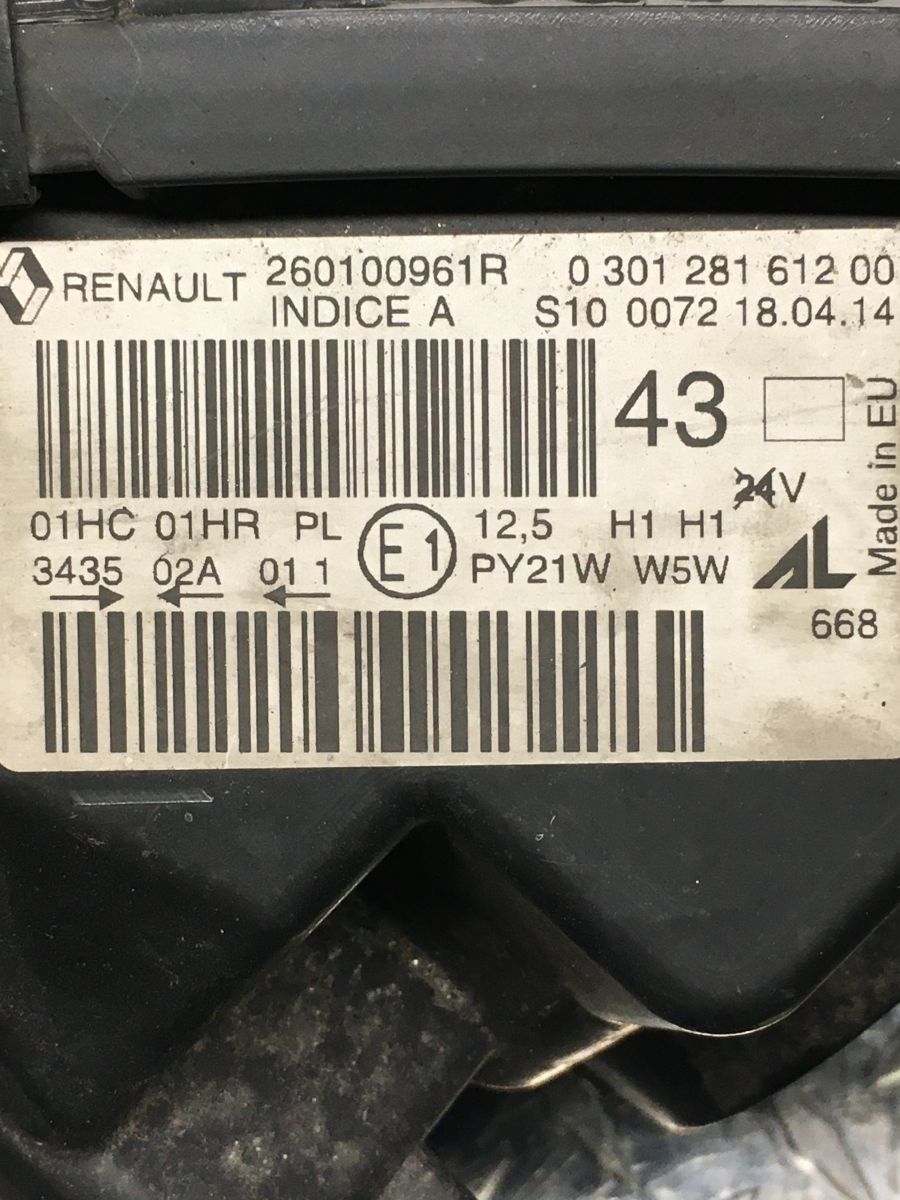 RENAULT 260100961R 0 301 281 612 00
INDICE A S10 0072 18.04.14
43
Made in EU
24V
01HC 01HR PL E1 12,5 H1 H1
3435 02A 01 1 PY21W W5W AL
668